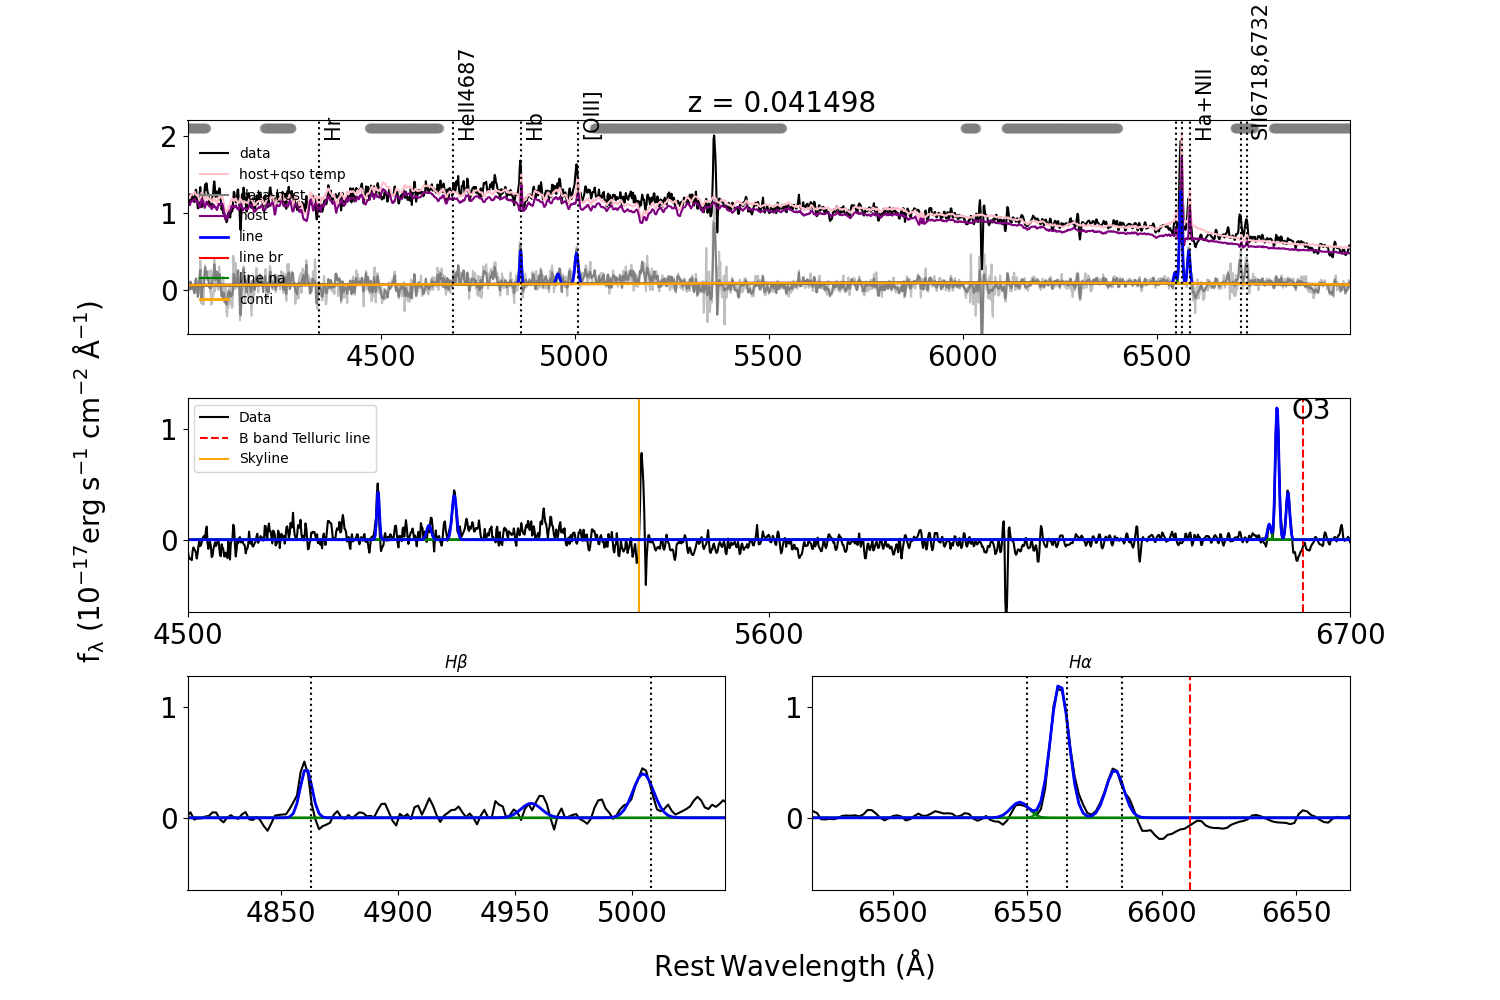 z = 0.041498
Hr
HeII4687
Hb
[OIII]
Ha+NII
SII6718,6732
data
host+qso temp
data-host
host
line
line br
line na
conti
2
1
0
4500 5000 5500 6000 6500
Data
B band Telluric line
Skyline
O3
1
0
4500 5600 6700
fλ (10−17erg s−1 cm−2 Å−1)
Hβ
1
0
4850 4900 4950 5000
Hα
1
0
6500 6550 6600 6650
Rest Wavelength (Å)